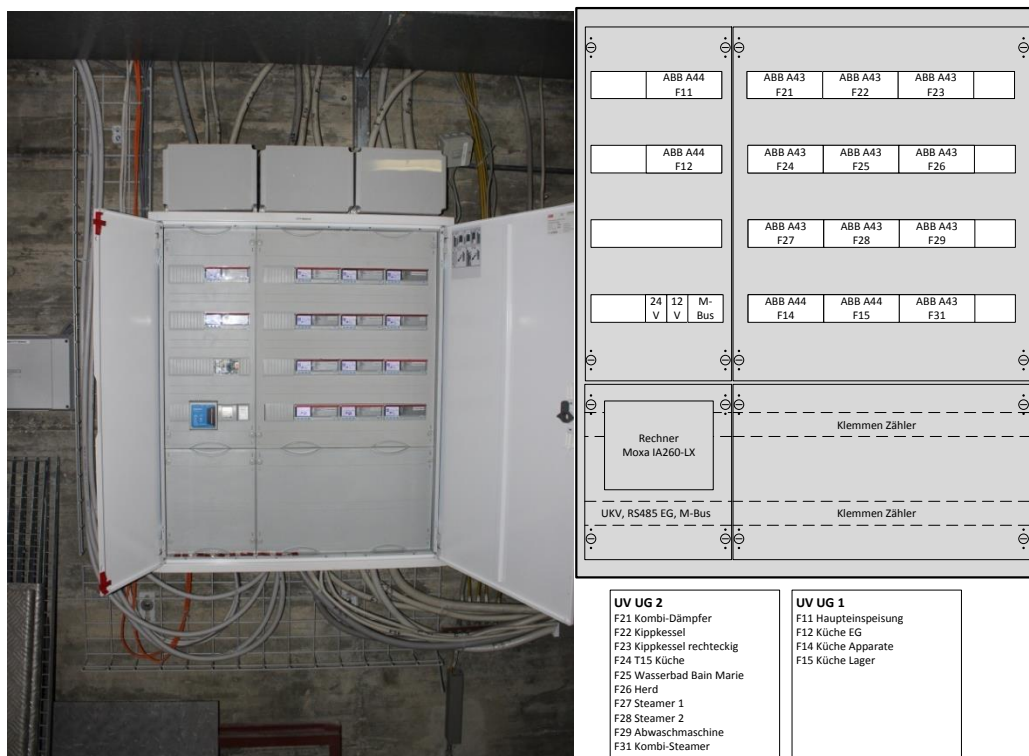 ABB A44
F11
ABB A43
F21
ABB A43
F22
ABB A43
F23
ABB A44
F12
ABB A43
F24
ABB A43
F25
ABB A43
F26
ABB A43
F27
ABB A43
F28
ABB A43
F29
24
V
12
V
M-
Bus
ABB A44
F14
ABB A44
F15
ABB A43
F31
Rechner
Moxa IA260-LX
Klemmen Zähler
UKV, RS485 EG, M-Bus
Klemmen Zähler
UV UG 2
F21 Kombi-Dämpfer
F22 Kippkessel
F23 Kippkessel rechteckig
F24 T15 Küche
F25 Wasserbad Bain Marie
F26 Herd
F27 Steamer 1
F28 Steamer 2
F29 Abwaschmaschine
F31 Kombi-Steamer
UV UG 1
F11 Haupteinspeisung
F12 Küche EG
F14 Küche Apparate
F15 Küche Lager